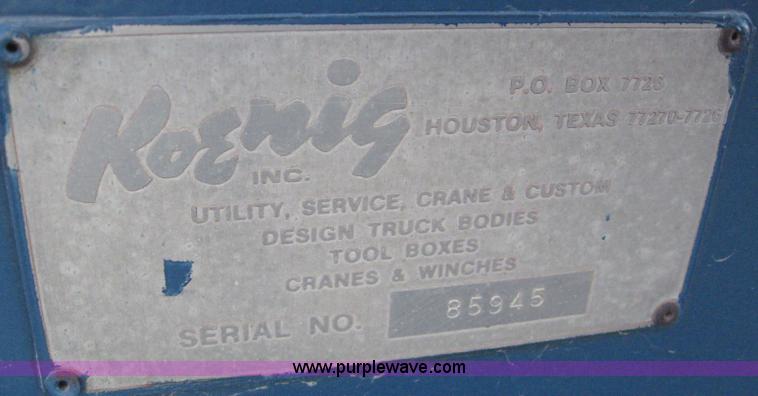 Koenig
INC.
P.O. BOX 7726
HOUSTON, TEXAS 77270-7726
UTILITY, SERVICE, CRANE & CUSTOM
DESIGN TRUCK BODIES
TOOL BOXES
CRANES & WINCHES
SERIAL NO. 85945
www.purplewave.com